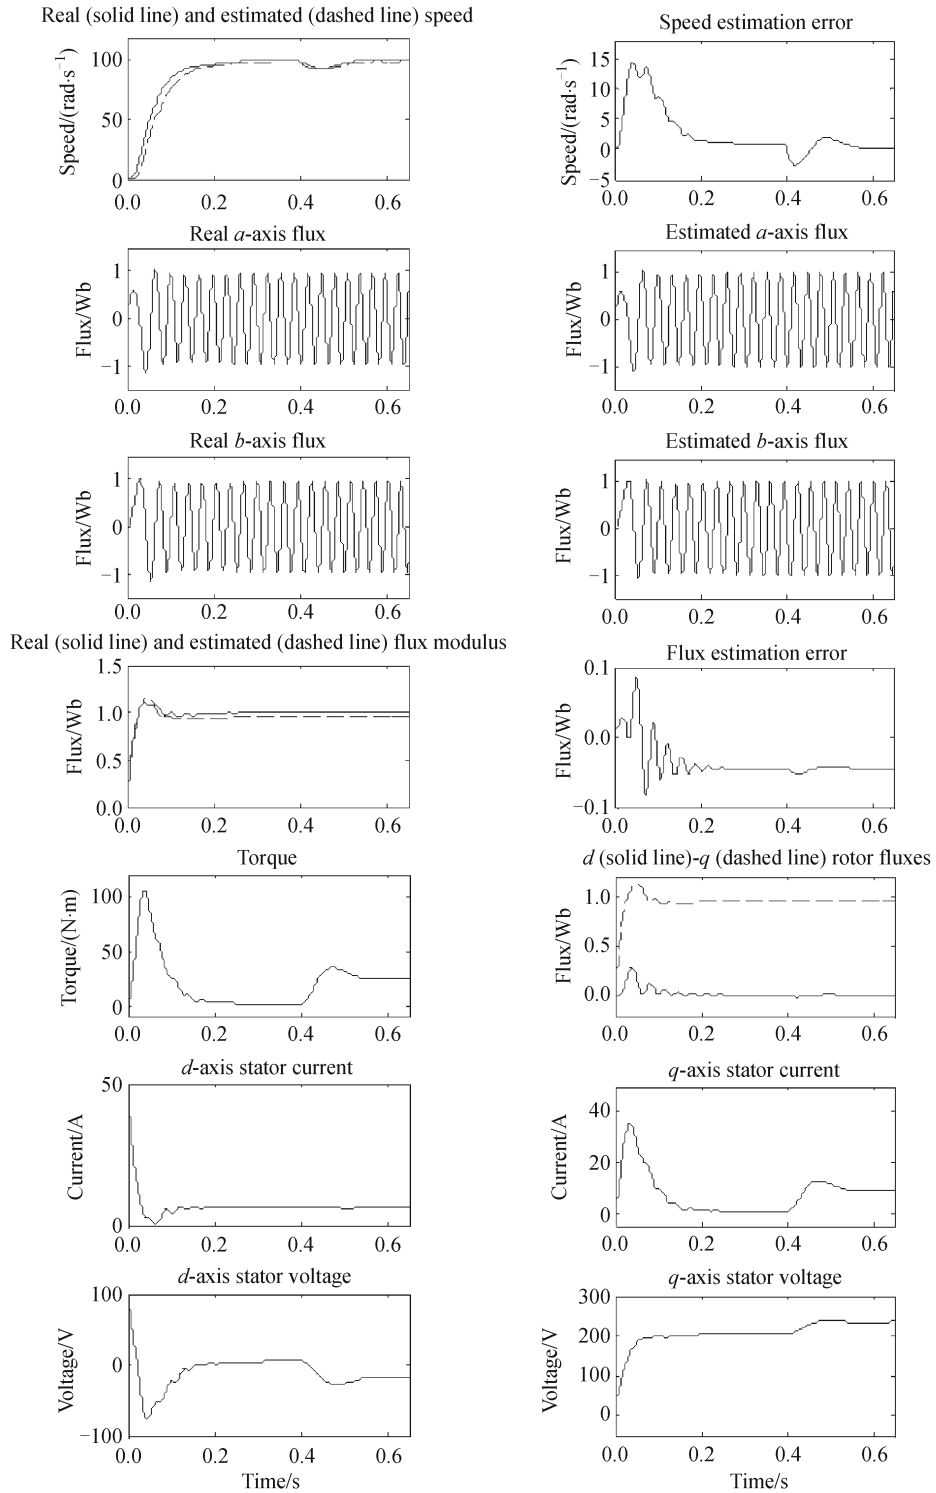 Real (solid line) and estimated (dashed line) speed
Speed/(rad·s⁻¹)
100
50
0
0.0 0.2 0.4 0.6
Speed estimation error
Speed/(rad·s⁻¹)
15
10
5
0
−5
0.0 0.2 0.4 0.6
Real a-axis flux
Flux/Wb
1
0
−1
0.0 0.2 0.4 0.6
Estimated a-axis flux
Flux/Wb
1
0
−1
0.0 0.2 0.4 0.6
Real b-axis flux
Flux/Wb
1
0
−1
0.0 0.2 0.4 0.6
Estimated b-axis flux
Flux/Wb
1
0
−1
0.0 0.2 0.4 0.6
Real (solid line) and estimated (dashed line) flux modulus
Flux/Wb
1.5
1.0
0.5
0.0
0.0 0.2 0.4 0.6
Flux estimation error
Flux/Wb
0.1
0.0
−0.1
0.0 0.2 0.4 0.6
Torque
Torque/(N·m)
100
50
0
0.0 0.2 0.4 0.6
d (solid line)-q (dashed line) rotor fluxes
Flux/Wb
1.0
0.5
0.0
0.0 0.2 0.4 0.6
d-axis stator current
Current/A
50
0
0.0 0.2 0.4 0.6
q-axis stator current
Current/A
40
20
0
0.0 0.2 0.4 0.6
d-axis stator voltage
Voltage/V
100
0
−100
0.0 0.2 0.4 0.6
Time/s
q-axis stator voltage
Voltage/V
300
200
100
0
0.0 0.2 0.4 0.6
Time/s